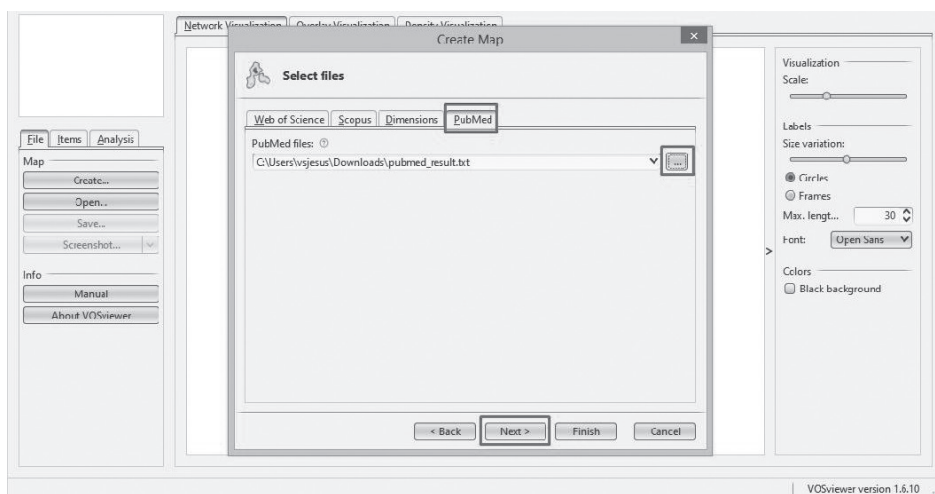 Network Visualization Overlay Visualization Density Visualization
Create Map
Select files
Web of Science Scopus Dimensions PubMed
PubMed files:
C:\Users\vsjesus\Downloads\pubmed_result.txt
...
< Back Next > Finish Cancel
File Items Analysis
Map
Create...
Open...
Save...
Screenshot...
Info
Manual
About VOSviewer
Visualization
Scale:
Labels
Size variation:
Circles
Frames
Max. lengt... 30
Font: Open Sans
>
Colors
Black background
VOSviewer version 1.6.10